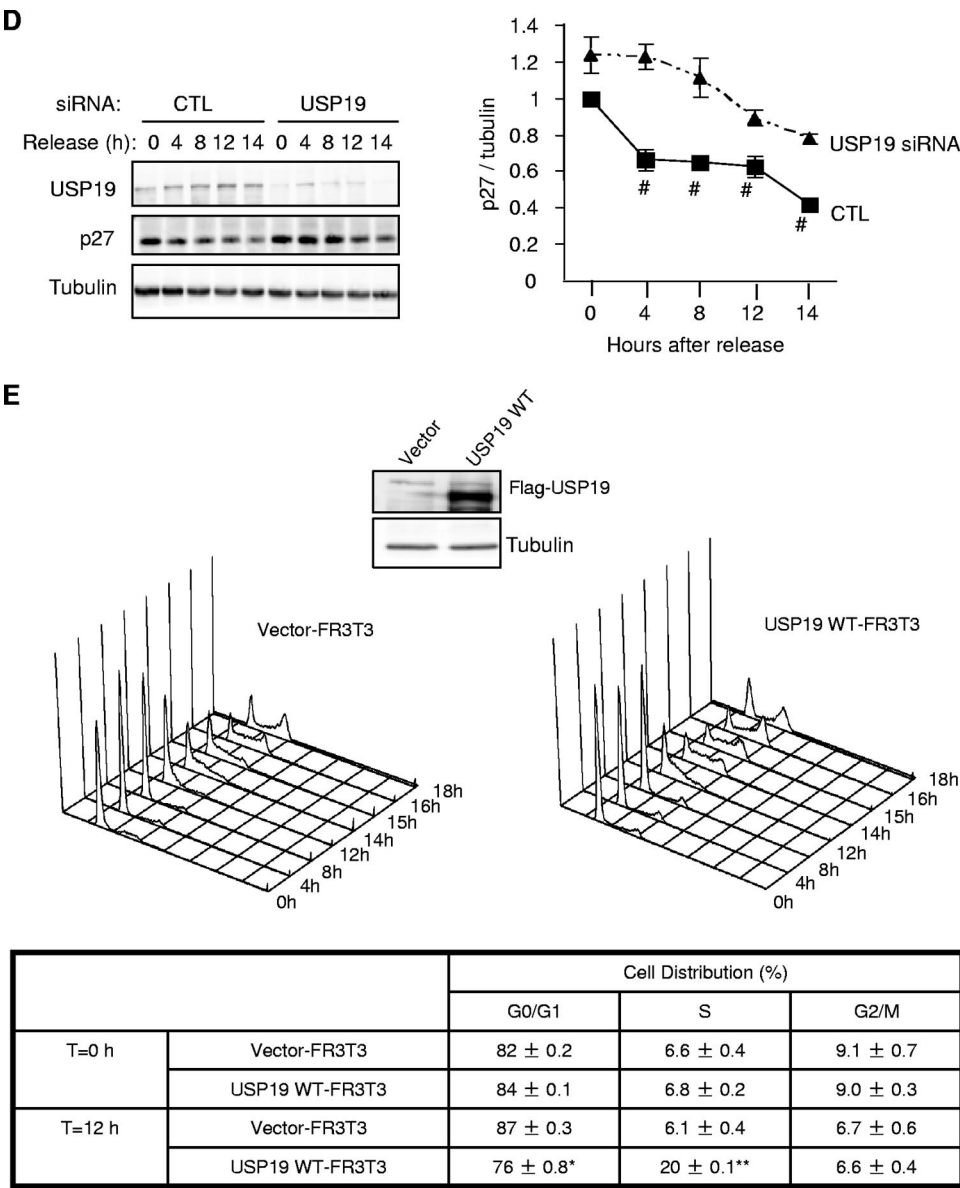 D
siRNA: CTL USP19
Release (h): 0 4 8 12 14 0 4 8 12 14
USP19
p27
Tubulin
p27 / tubulin
1.4
1.2
1
0.8
0.6
0.4
0.2
0
USP19 siRNA
# # #
CTL
#
0 4 8 12 14
Hours after release
E
Vector USP19 WT
Flag-USP19
Tubulin
Vector-FR3T3
18h
16h
15h
14h
12h
8h
4h
0h
USP19 WT-FR3T3
18h
16h
15h
14h
12h
8h
4h
0h
Cell Distribution (%)
G0/G1 S G2/M
T=0 h Vector-FR3T3 82 ± 0.2 6.6 ± 0.4 9.1 ± 0.7
USP19 WT-FR3T3 84 ± 0.1 6.8 ± 0.2 9.0 ± 0.3
T=12 h Vector-FR3T3 87 ± 0.3 6.1 ± 0.4 6.7 ± 0.6
USP19 WT-FR3T3 76 ± 0.8* 20 ± 0.1** 6.6 ± 0.4